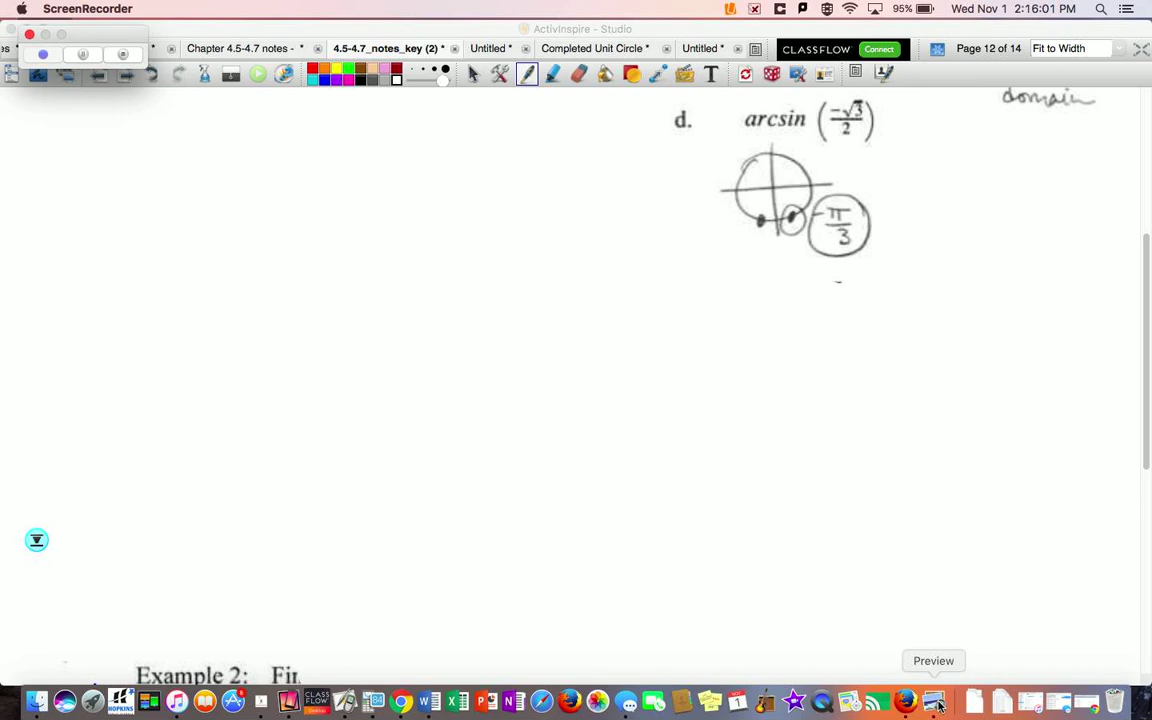 ScreenRecorder
95%
Wed Nov 1 2:16:01 PM
ActivInspire - Studio
Chapter 4.5-4.7 notes - *
4.5-4.7_notes_key (2) *
Untitled *
Completed Unit Circle *
Untitled *
CLASSFLOW
Connect
Page 12 of 14
Fit to Width
domain
d. arcsin (-√3/2)
-π/3
Preview
Example 2: Fin